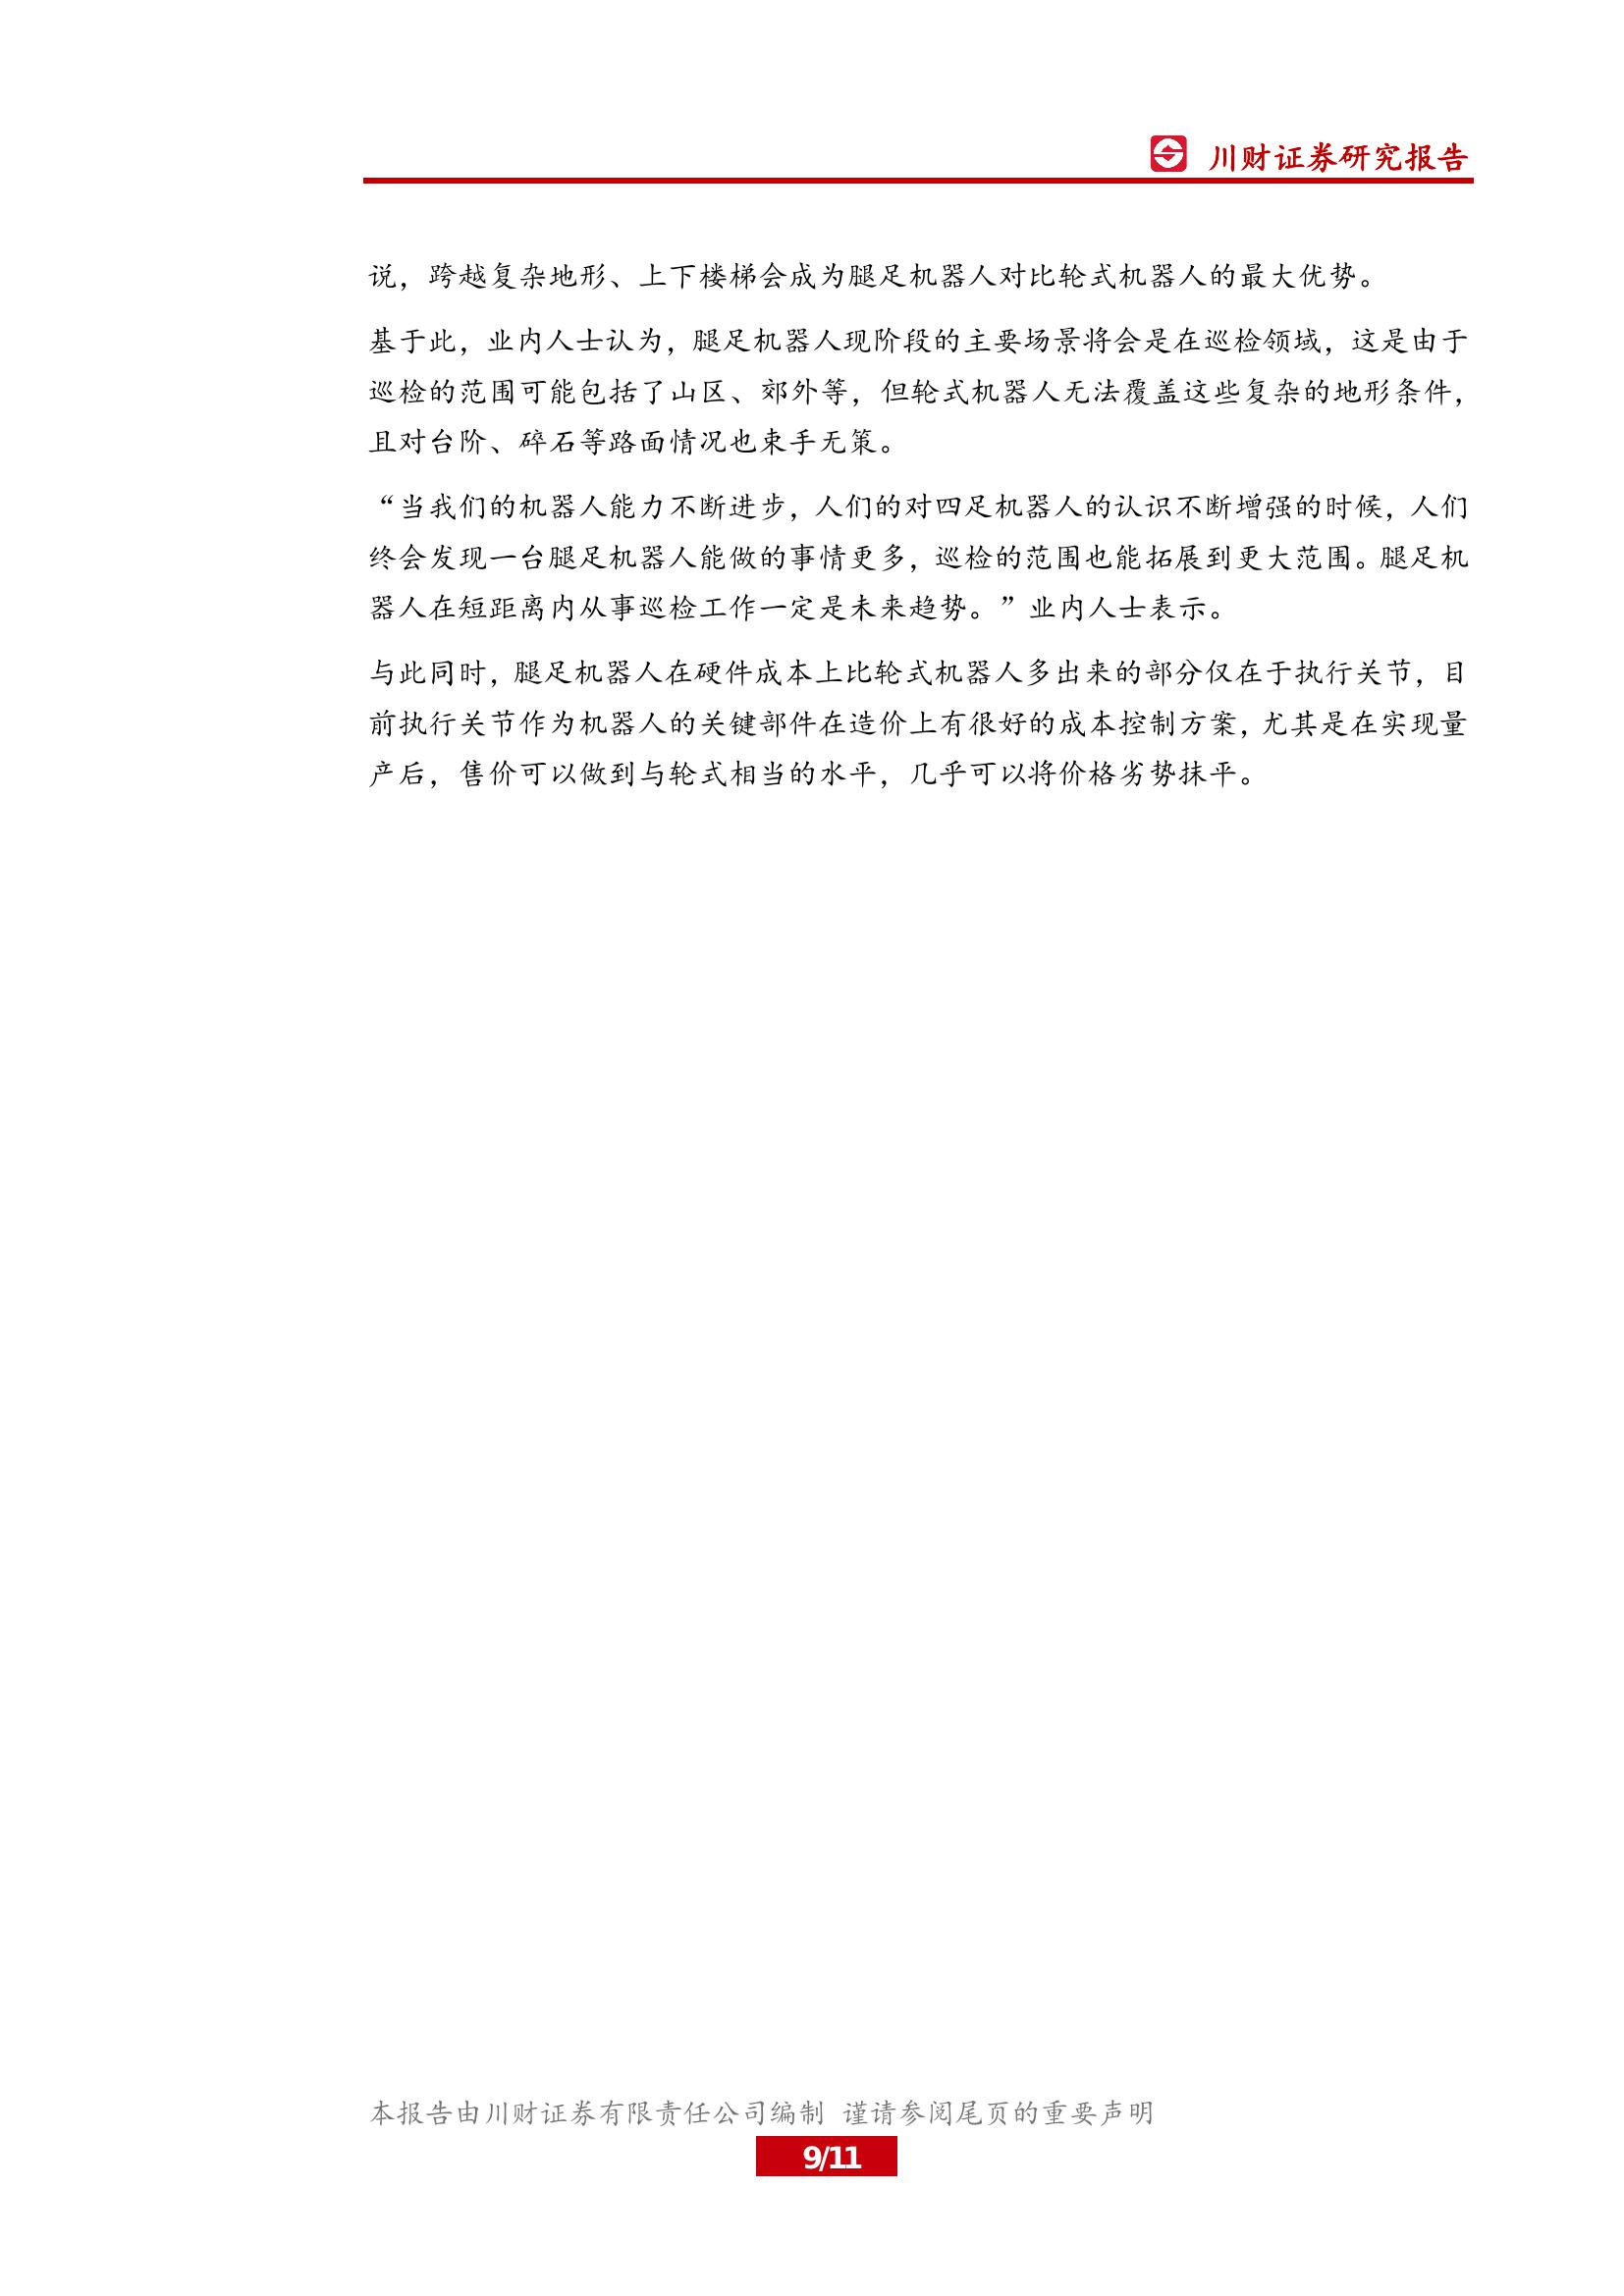 川财证券研究报告
说，跨越复杂地形、上下楼梯会成为腿足机器人对比轮式机器人的最大优势。
基于此，业内人士认为，腿足机器人现阶段的主要场景将会是在巡检领域，这是由于
巡检的范围可能包括了山区、郊外等，但轮式机器人无法覆盖这些复杂的地形条件，
且对台阶、碎石等路面情况也束手无策。
“当我们的机器人能力不断进步，人们的对四足机器人的认识不断增强的时候，人们
终会发现一台腿足机器人能做的事情更多，巡检的范围也能拓展到更大范围。腿足机
器人在短距离内从事巡检工作一定是未来趋势。”业内人士表示。
与此同时，腿足机器人在硬件成本上比轮式机器人多出来的部分仅在于执行关节，目
前执行关节作为机器人的关键部件在造价上有很好的成本控制方案，尤其是在实现量
产后，售价可以做到与轮式相当的水平，几乎可以将价格劣势抹平。
本报告由川财证券有限责任公司编制 谨请参阅尾页的重要声明
9/11